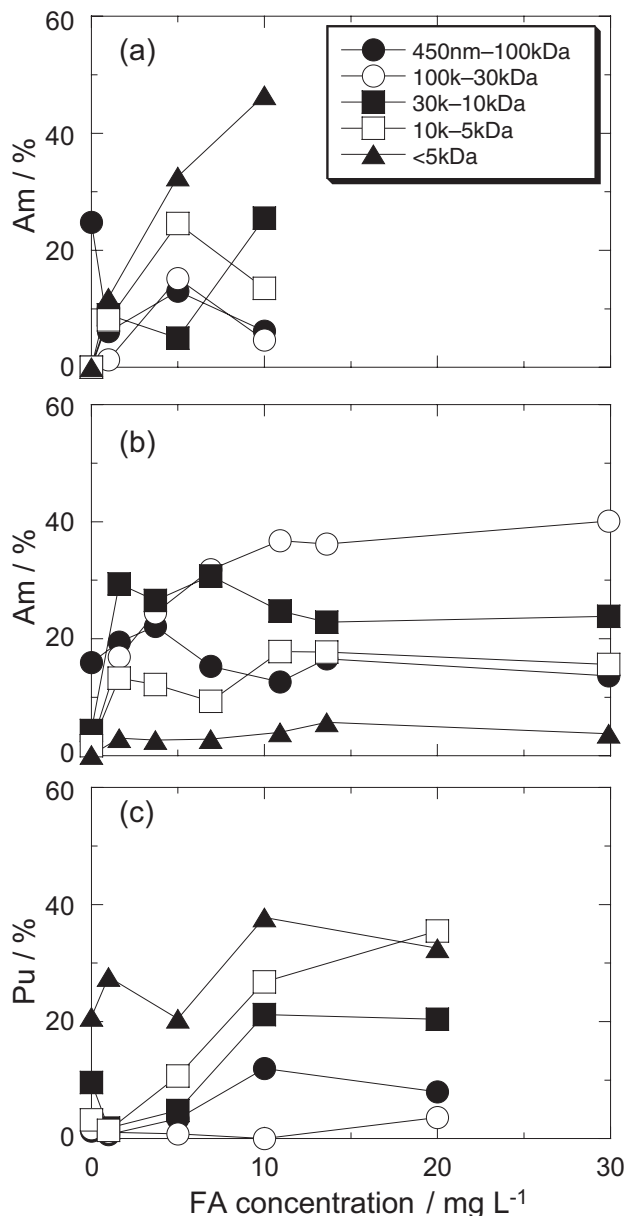 60
(a)
450nm–100kDa
100k–30kDa
30k–10kDa
10k–5kDa
<5kDa
40
Am / %
20
0
60
(b)
40
Am / %
20
0
60
(c)
40
Pu / %
20
0
0 10 20 30
FA concentration / mg L⁻¹